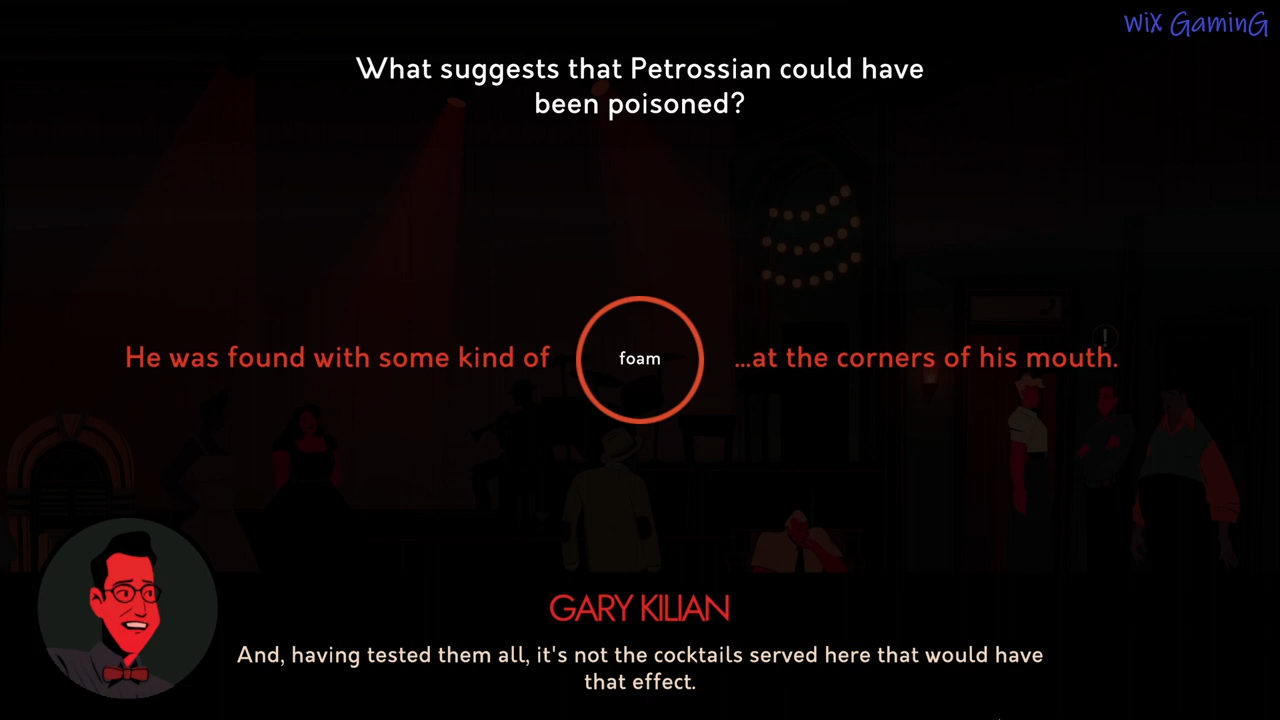 WiX GaminG
What suggests that Petrossian could have
been poisoned?
He was found with some kind of
foam
...at the corners of his mouth.
!
GARY KILIAN
And, having tested them all, it's not the cocktails served here that would have
that effect.